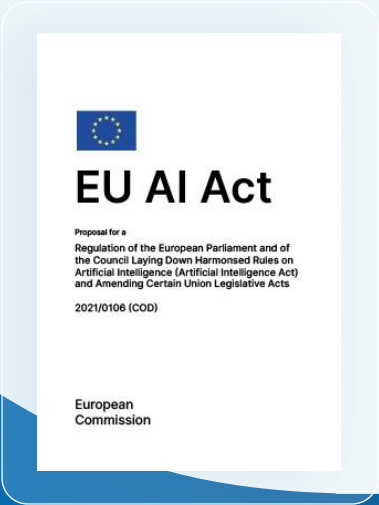 EU AI Act
Proposal for a
Regulation of the European Parliament and of
the Council Laying Down Harmonsed Rules on
Artificial Intelligence (Artificial Intelligence Act)
and Amending Certain Union Legislative Acts
2021/0106 (COD)
European
Commission